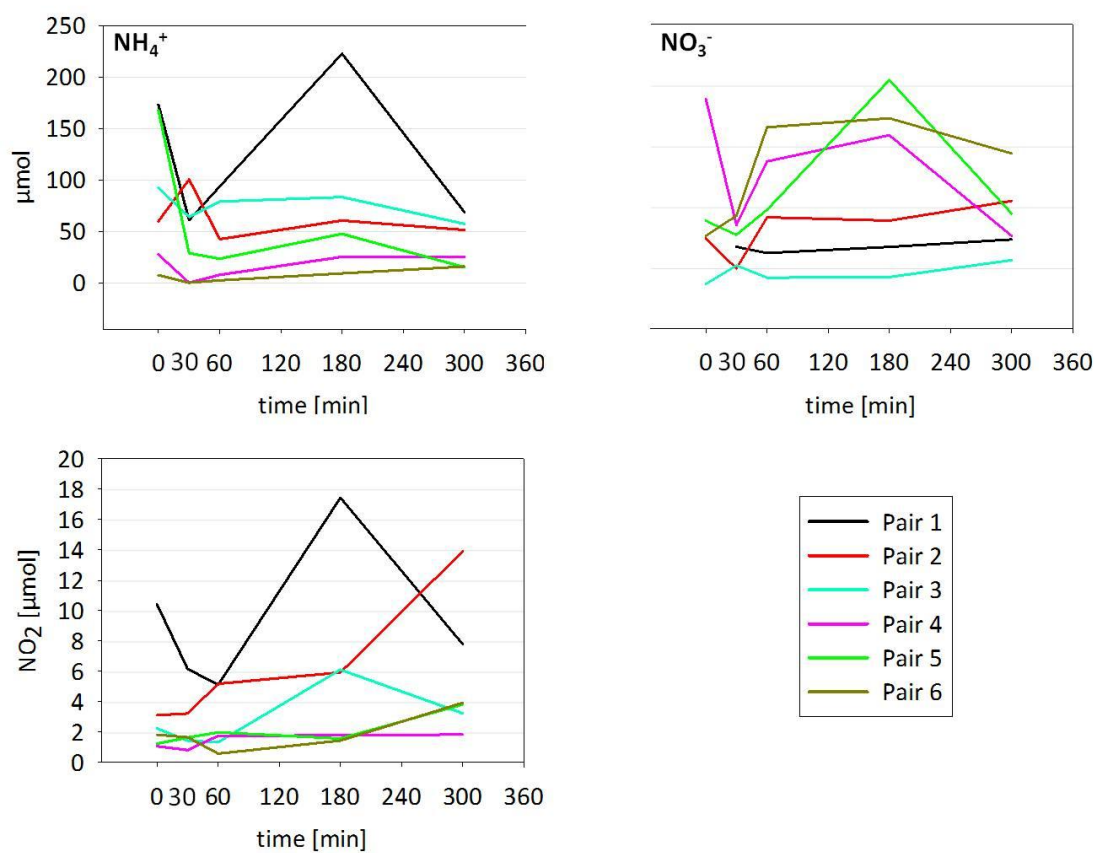 250
200
150
100
50
0
µmol
NH₄⁺
0 30 60 120 180 240 300 360
time [min]
NO₃⁻
0 30 60 120 180 240 300 360
time [min]
20
18
16
14
12
10
8
6
4
2
0
NO₂ [µmol]
0 30 60 120 180 240 300 360
time [min]
Pair 1
Pair 2
Pair 3
Pair 4
Pair 5
Pair 6